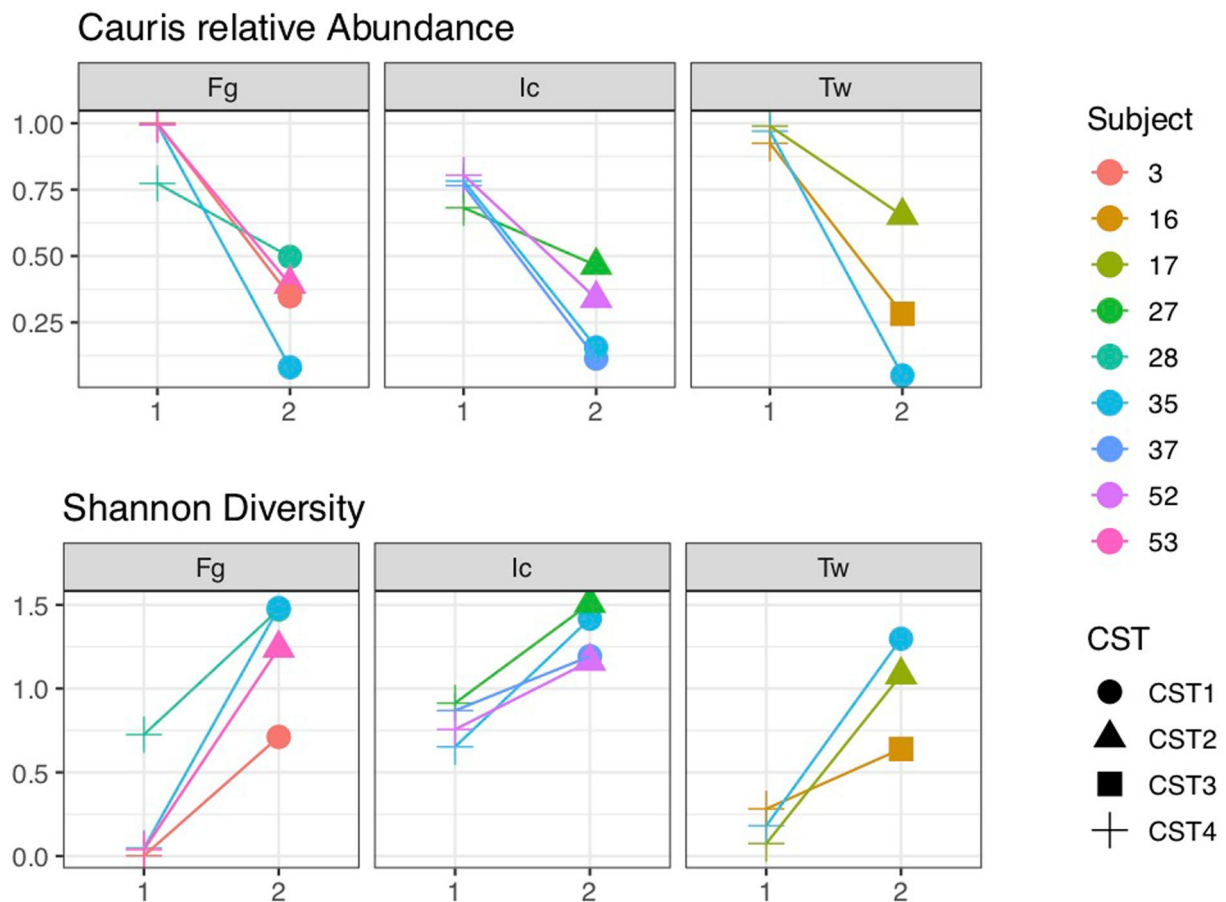 Cauris relative Abundance
Fg Ic Tw
1.00
0.75
0.50
0.25
1 2 1 2 1 2
Shannon Diversity
Fg Ic Tw
1.5
1.0
0.5
0.0
1 2 1 2 1 2
Subject
3
16
17
27
28
35
37
52
53
CST
CST1
CST2
CST3
CST4